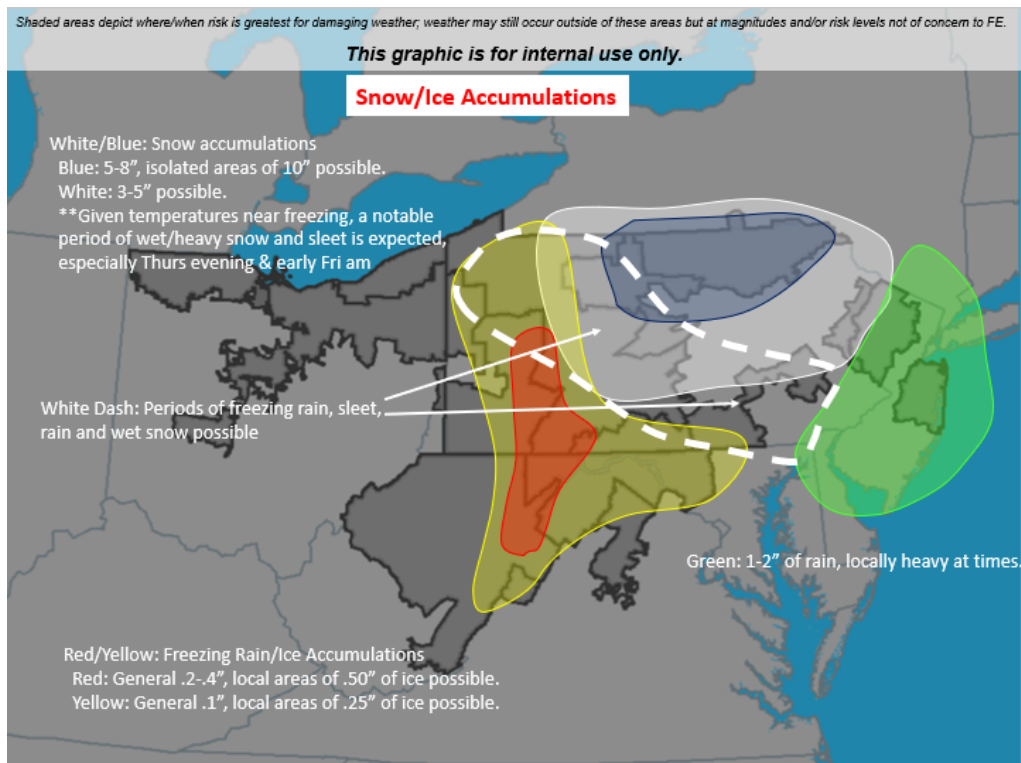 Shaded areas depict where/when risk is greatest for damaging weather; weather may still occur outside of these areas but at magnitudes and/or risk levels not of concern to FE.
This graphic is for internal use only.
Snow/Ice Accumulations
White/Blue: Snow accumulations
Blue: 5-8”, isolated areas of 10” possible.
White: 3-5” possible.
**Given temperatures near freezing, a notable
period of wet/heavy snow and sleet is expected,
especially Thurs evening & early Fri am
White Dash: Periods of freezing rain, sleet,
rain and wet snow possible
Green: 1-2” of rain, locally heavy at times.
Red/Yellow: Freezing Rain/Ice Accumulations
Red: General .2-.4”, local areas of .50” of ice possible.
Yellow: General .1”, local areas of .25” of ice possible.